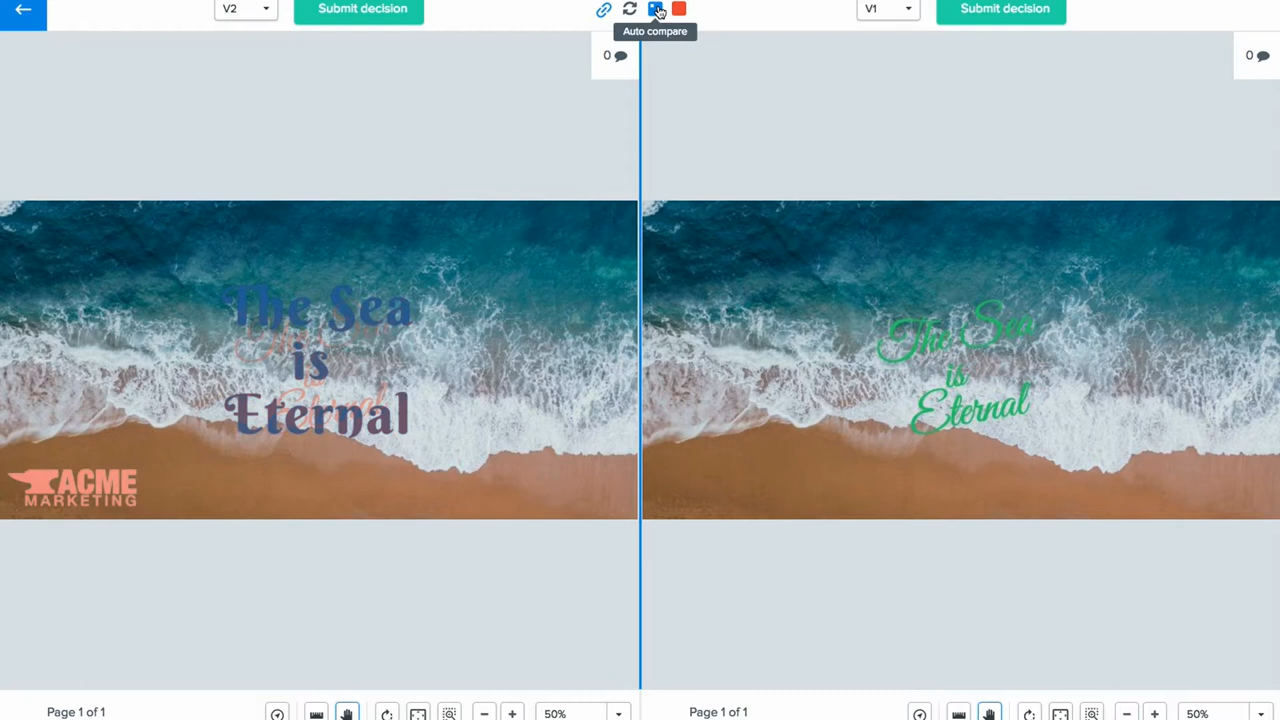 V2
Submit decision
V1
Submit decision
Auto compare
0
0
The Sea
is
Eternal
ACME
MARKETING
The Sea
is
Eternal
Page 1 of 1
50%
Page 1 of 1
50%